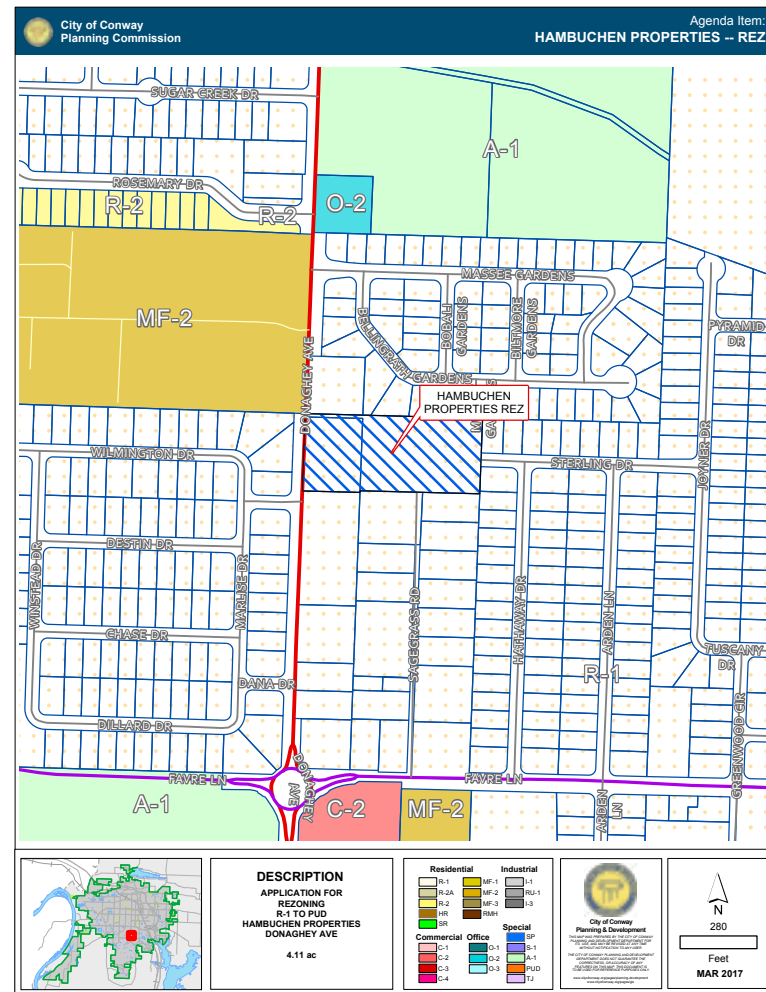 City of Conway
Planning Commission
Agenda Item:
HAMBUCHEN PROPERTIES -- REZ
SUGAR CREEK DR
A-1
ROSEMARY DR
R-2
R-2
O-2
MASSEE GARDENS
MF-2
BELLINGRATH
GARDENS
BOBALI
GARDENS
BILTMORE
GARDENS
PYRAMID
DR
DONAGHEY AVE
HAMBUCHEN
PROPERTIES REZ
WILMINGTON DR
STERLING DR
JOYNER DR
DESTIN DR
WINSTEAD DR
MARLISE DR
SAGEGRASS RD
HATHAWAY DR
ARDEN LN
CHASE DR
TUSCANY
DR
R-1
DANA DR
DILLARD DR
GREENWOOD CIR
FAVRE LN
DONAGHEY
AVE
FAVRE LN
A-1
C-2
MF-2
ARDEN
LN
DESCRIPTION
APPLICATION FOR
REZONING
R-1 TO PUD
HAMBUCHEN PROPERTIES
DONAGHEY AVE
4.11 ac
Residential
R-1
R-2A
R-2
HR
SR
MF-1
MF-2
MF-3
RMH
Industrial
I-1
RU-1
I-3
Commercial
C-1
C-2
C-3
C-4
Office
O-1
O-2
O-3
Special
SP
S-1
A-1
PUD
TJ
City of Conway
Planning & Development
N
280
Feet
MAR 2017